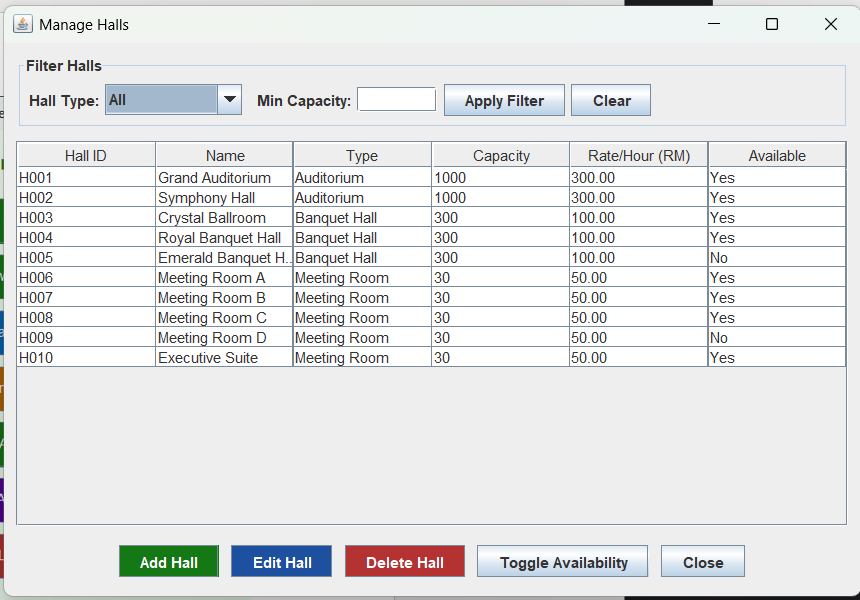 Manage Halls
Filter Halls
Hall Type: All Min Capacity: Apply Filter Clear
Hall ID Name Type Capacity Rate/Hour (RM) Available
H001 Grand Auditorium Auditorium 1000 300.00 Yes
H002 Symphony Hall Auditorium 1000 300.00 Yes
H003 Crystal Ballroom Banquet Hall 300 100.00 Yes
H004 Royal Banquet Hall Banquet Hall 300 100.00 Yes
H005 Emerald Banquet H... Banquet Hall 300 100.00 No
H006 Meeting Room A Meeting Room 30 50.00 Yes
H007 Meeting Room B Meeting Room 30 50.00 Yes
H008 Meeting Room C Meeting Room 30 50.00 Yes
H009 Meeting Room D Meeting Room 30 50.00 No
H010 Executive Suite Meeting Room 30 50.00 Yes
Add Hall Edit Hall Delete Hall Toggle Availability Close